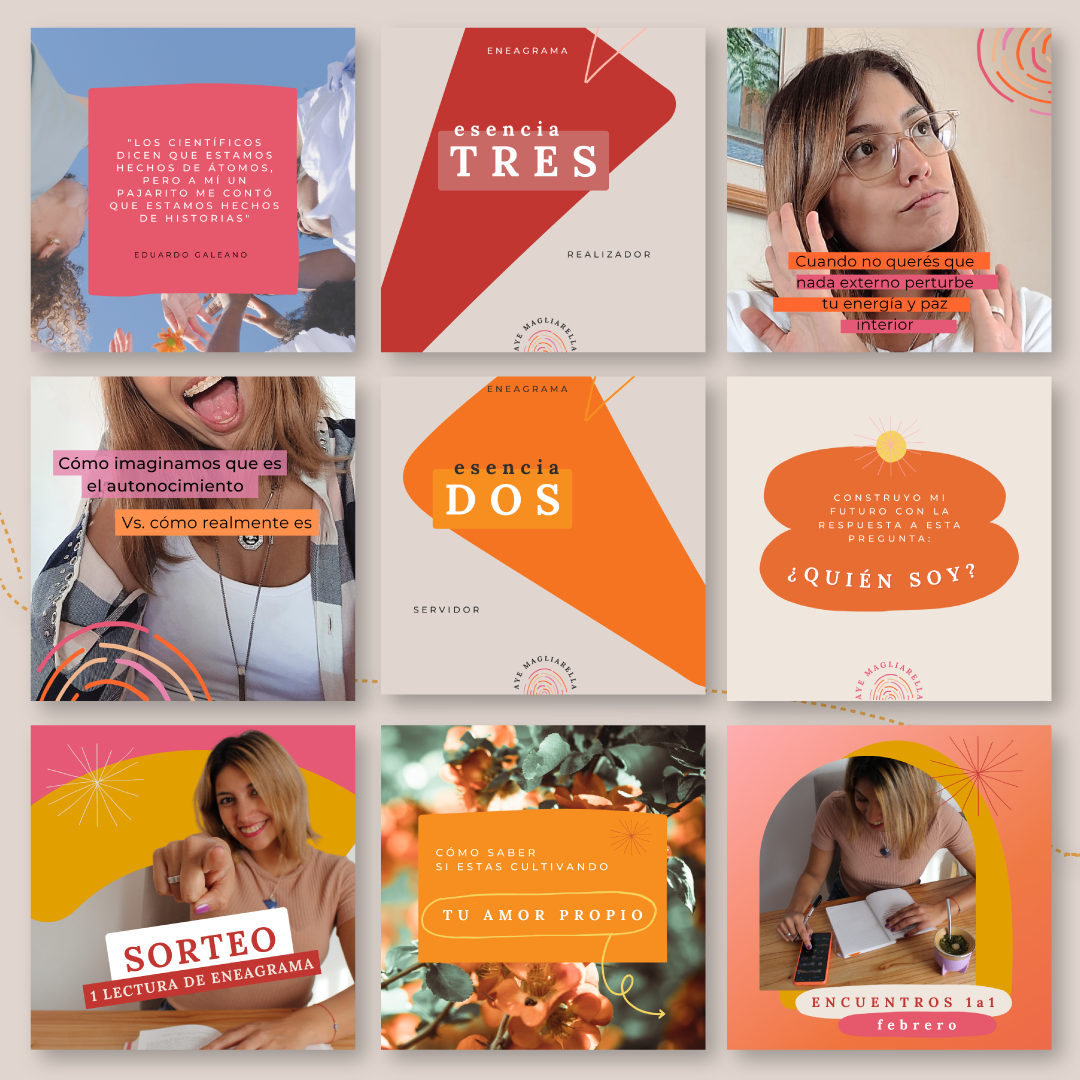 "LOS CIENTÍFICOS
DICEN QUE ESTAMOS
HECHOS DE ÁTOMOS,
PERO A MÍ UN
PAJARITO ME CONTÓ
QUE ESTAMOS HECHOS
DE HISTORIAS"
EDUARDO GALEANO
ENEAGRAMA
esencia
TRES
REALIZADOR
AYE MAGLIARELLA
Cuando no querés que
nada externo perturbe
tu energía y paz
interior
Cómo imaginamos que es
el autonocimiento
Vs. cómo realmente es
ENEAGRAMA
esencia
DOS
SERVIDOR
AYE MAGLIARELLA
CONSTRUYO MI
FUTURO CON LA
RESPUESTA A ESTA
PREGUNTA:
¿QUIÉN SOY?
AYE MAGLIARELLA
SORTEO
1 LECTURA DE ENEAGRAMA
CÓMO SABER
SI ESTAS CULTIVANDO
TU AMOR PROPIO
ENCUENTROS 1a1
febrero